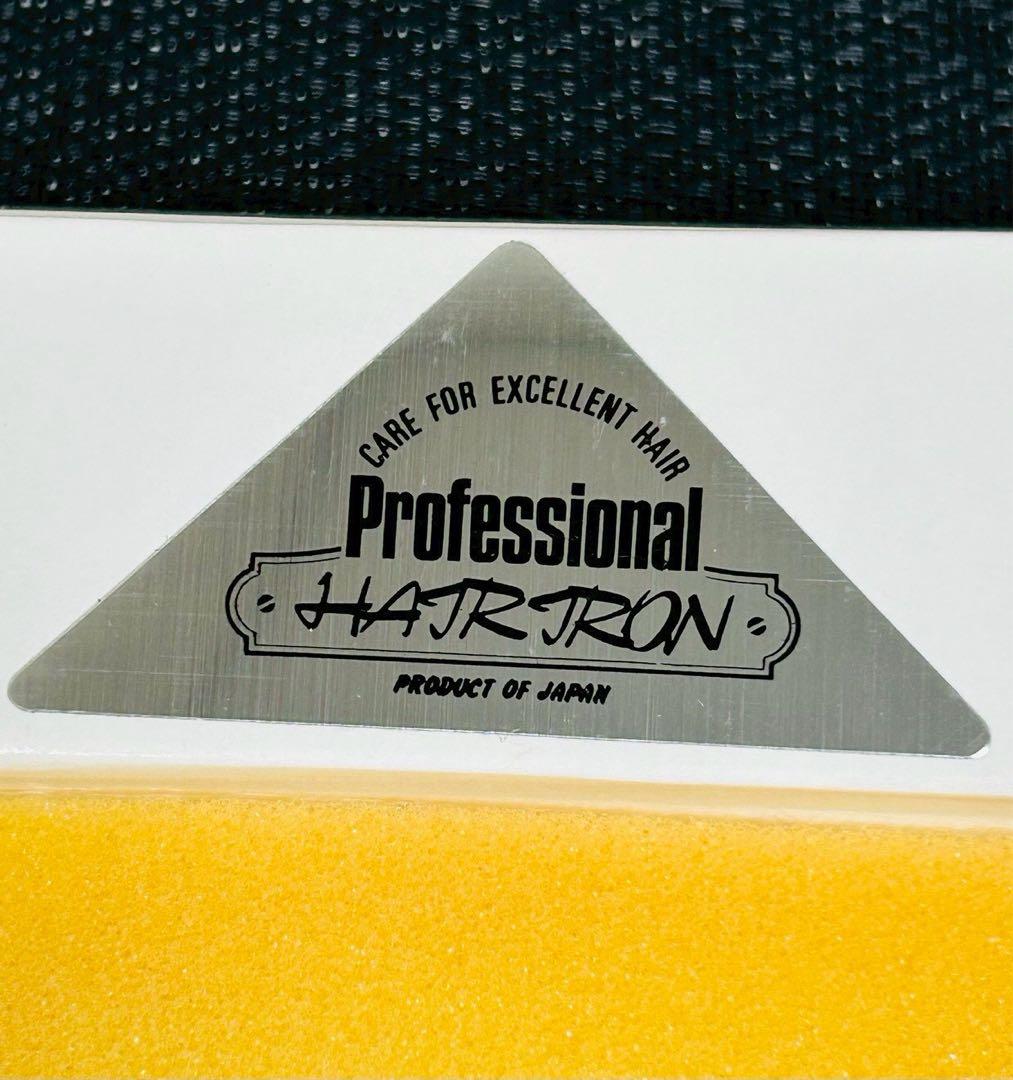 CARE FOR EXCELLENT HAIR
Professional
HAIR IRON
PRODUCT OF JAPAN